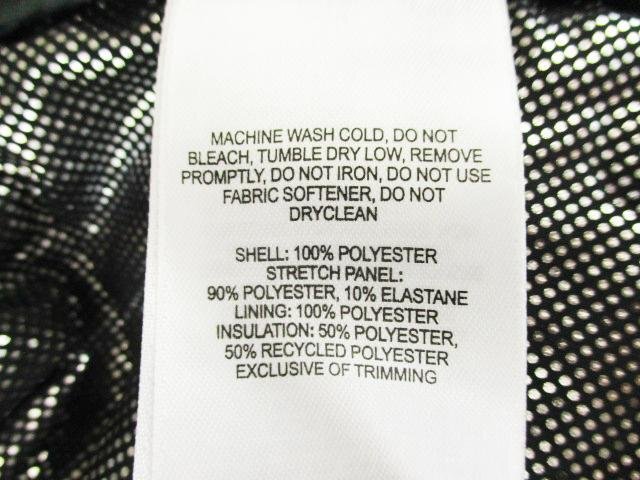 MACHINE WASH COLD, DO NOT
BLEACH, TUMBLE DRY LOW, REMOVE
PROMPTLY, DO NOT IRON, DO NOT USE
FABRIC SOFTENER, DO NOT
DRYCLEAN
SHELL: 100% POLYESTER
STRETCH PANEL:
90% POLYESTER, 10% ELASTANE
LINING: 100% POLYESTER
INSULATION: 50% POLYESTER,
50% RECYCLED POLYESTER
EXCLUSIVE OF TRIMMING